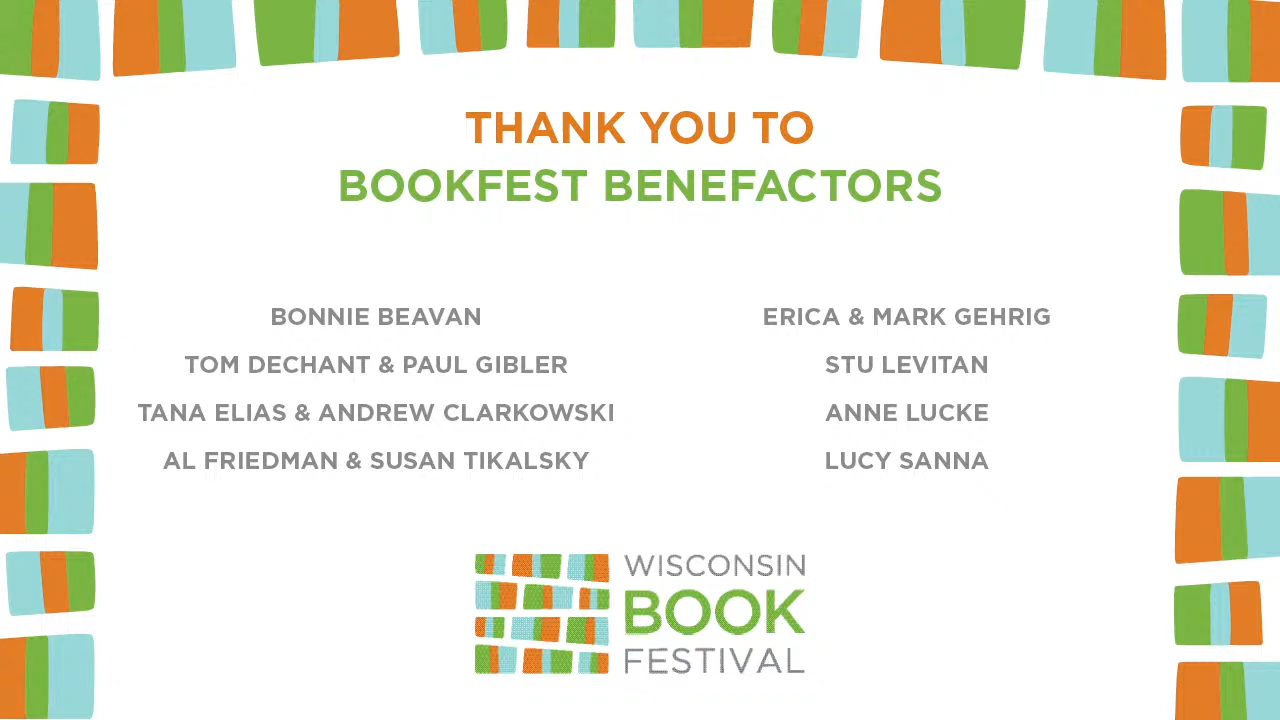 THANK YOU TO
BOOKFEST BENEFACTORS
BONNIE BEAVAN
TOM DECHANT & PAUL GIBLER
TANA ELIAS & ANDREW CLARKOWSKI
AL FRIEDMAN & SUSAN TIKALSKY
ERICA & MARK GEHRIG
STU LEVITAN
ANNE LUCKE
LUCY SANNA
WISCONSIN
BOOK
FESTIVAL